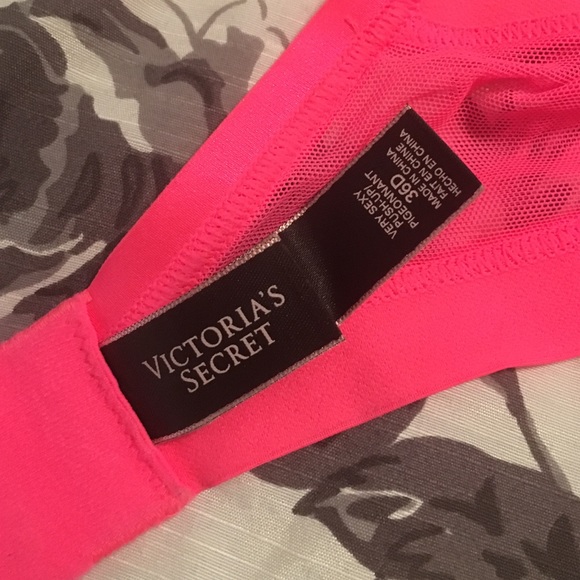 VICTORIA'S
SECRET
VERY SEXY
PUSH-UP/
PIGEONNANT
36D
MADE IN CHINA
FAIT EN CHINE
HECHO EN CHINA